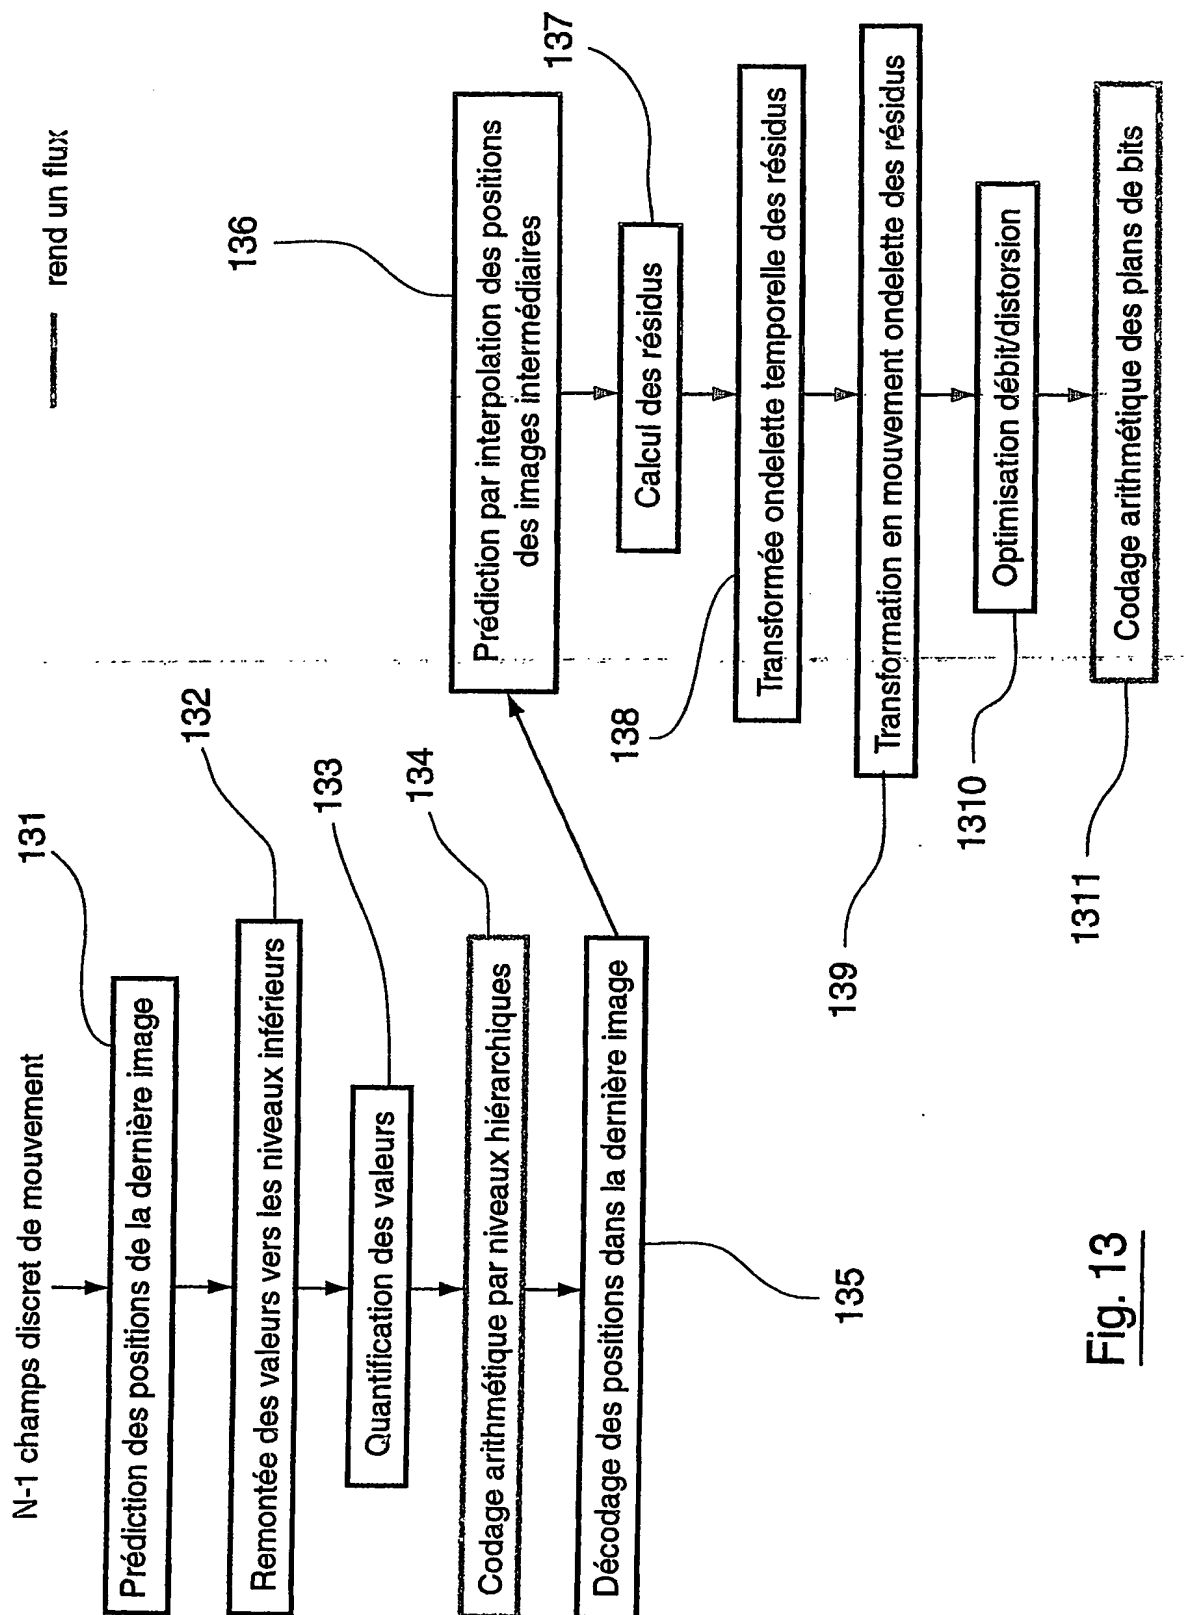 N-1 champs discret de mouvement
131
Prédiction des positions de la dernière image
132
Remontée des valeurs vers les niveaux inférieurs
133
Quantification des valeurs
134
Codage arithmétique par niveaux hiérarchiques
Décodage des positions dans la dernière image
135
rend un flux
136
Prédiction par interpolation des positions
des images intermédiaires
137
Calcul des résidus
138
Transformée ondelette temporelle des résidus
139
Transformation en mouvement ondelette des résidus
1310
Optimisation débit/distorsion
1311
Codage arithmétique des plans de bits
Fig. 13